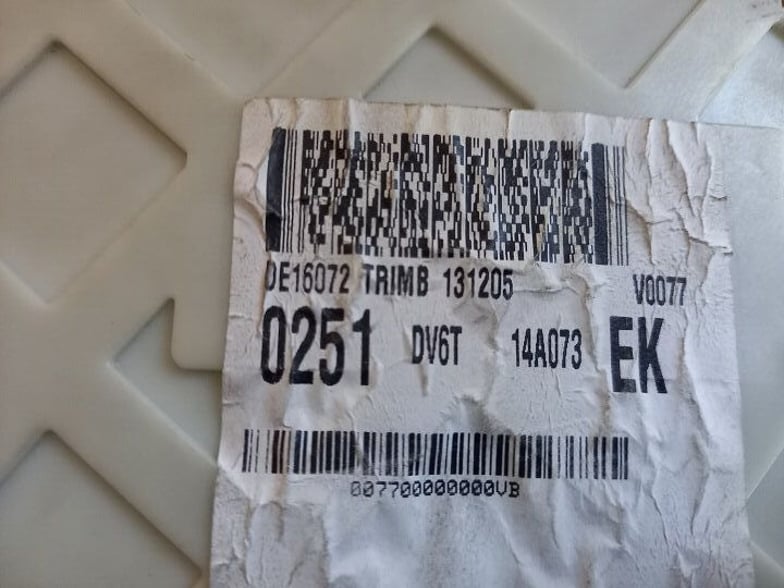 DE16072 TRIMB 131205 V0077
0251 DV6T 14A073 EK
007700000000VB